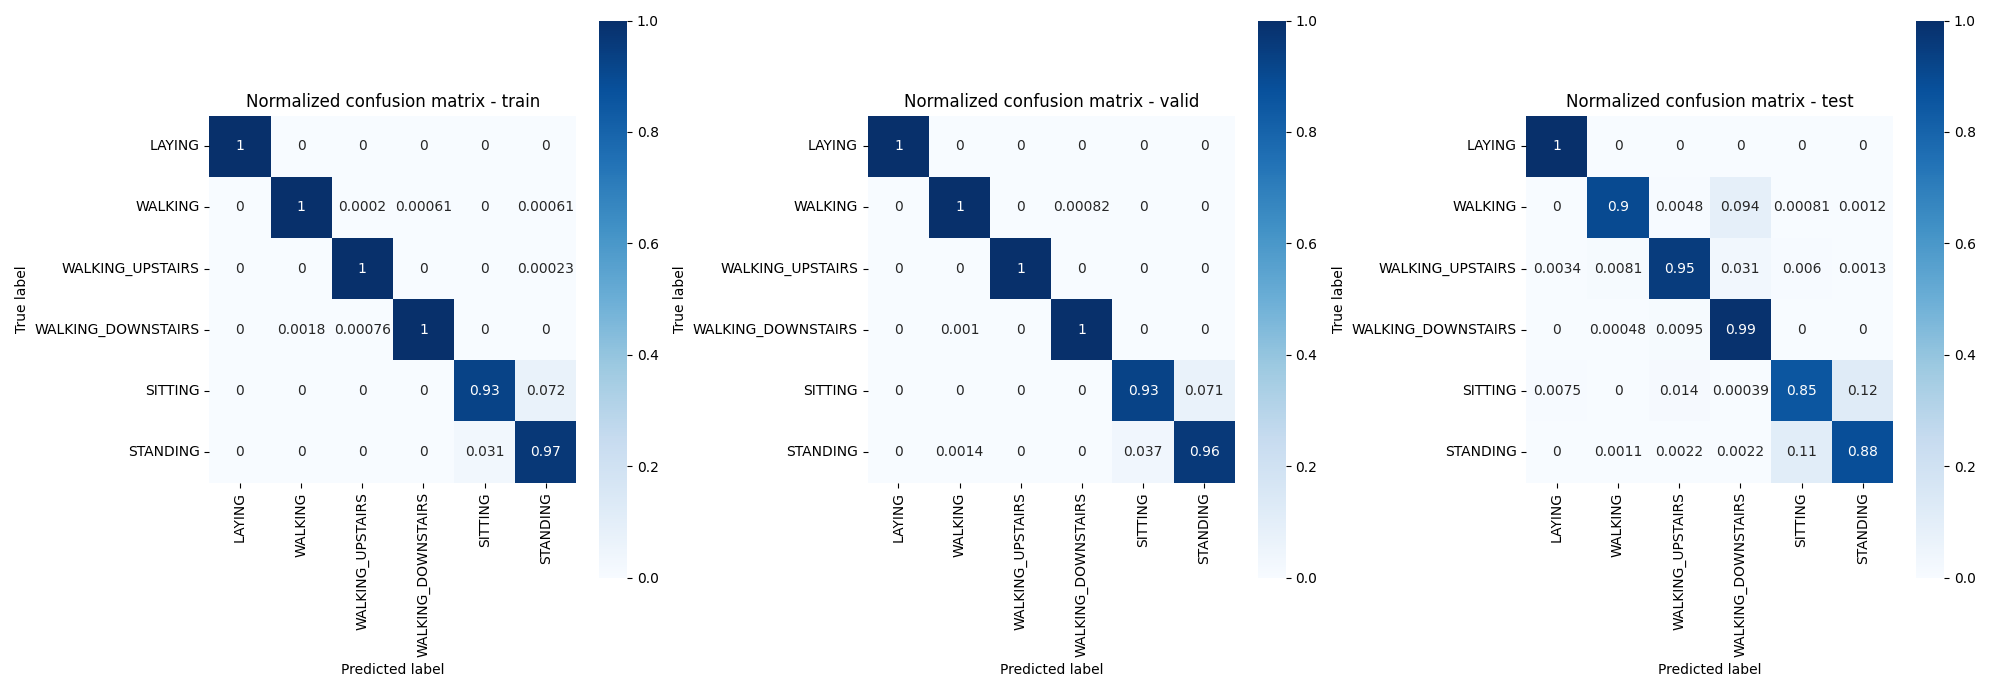 Normalized confusion matrix - train
True label
LAYING 1 0 0 0 0 0
WALKING 0 1 0.0002 0.00061 0 0.00061
WALKING_UPSTAIRS 0 0 1 0 0 0.00023
WALKING_DOWNSTAIRS 0 0.0018 0.00076 1 0 0
SITTING 0 0 0 0 0.93 0.072
STANDING 0 0 0 0 0.031 0.97
LAYING WALKING WALKING_UPSTAIRS WALKING_DOWNSTAIRS SITTING STANDING
Predicted label
1.0
0.8
0.6
0.4
0.2
0.0
Normalized confusion matrix - valid
True label
LAYING 1 0 0 0 0 0
WALKING 0 1 0 0.00082 0 0
WALKING_UPSTAIRS 0 0 1 0 0 0
WALKING_DOWNSTAIRS 0 0.001 0 1 0 0
SITTING 0 0 0 0 0.93 0.071
STANDING 0 0.0014 0 0 0.037 0.96
LAYING WALKING WALKING_UPSTAIRS WALKING_DOWNSTAIRS SITTING STANDING
Predicted label
1.0
0.8
0.6
0.4
0.2
0.0
Normalized confusion matrix - test
True label
LAYING 1 0 0 0 0 0
WALKING 0 0.9 0.0048 0.094 0.00081 0.0012
WALKING_UPSTAIRS 0.0034 0.0081 0.95 0.031 0.006 0.0013
WALKING_DOWNSTAIRS 0 0.00048 0.0095 0.99 0 0
SITTING 0.0075 0 0.014 0.00039 0.85 0.12
STANDING 0 0.0011 0.0022 0.0022 0.11 0.88
LAYING WALKING WALKING_UPSTAIRS WALKING_DOWNSTAIRS SITTING STANDING
Predicted label
1.0
0.8
0.6
0.4
0.2
0.0